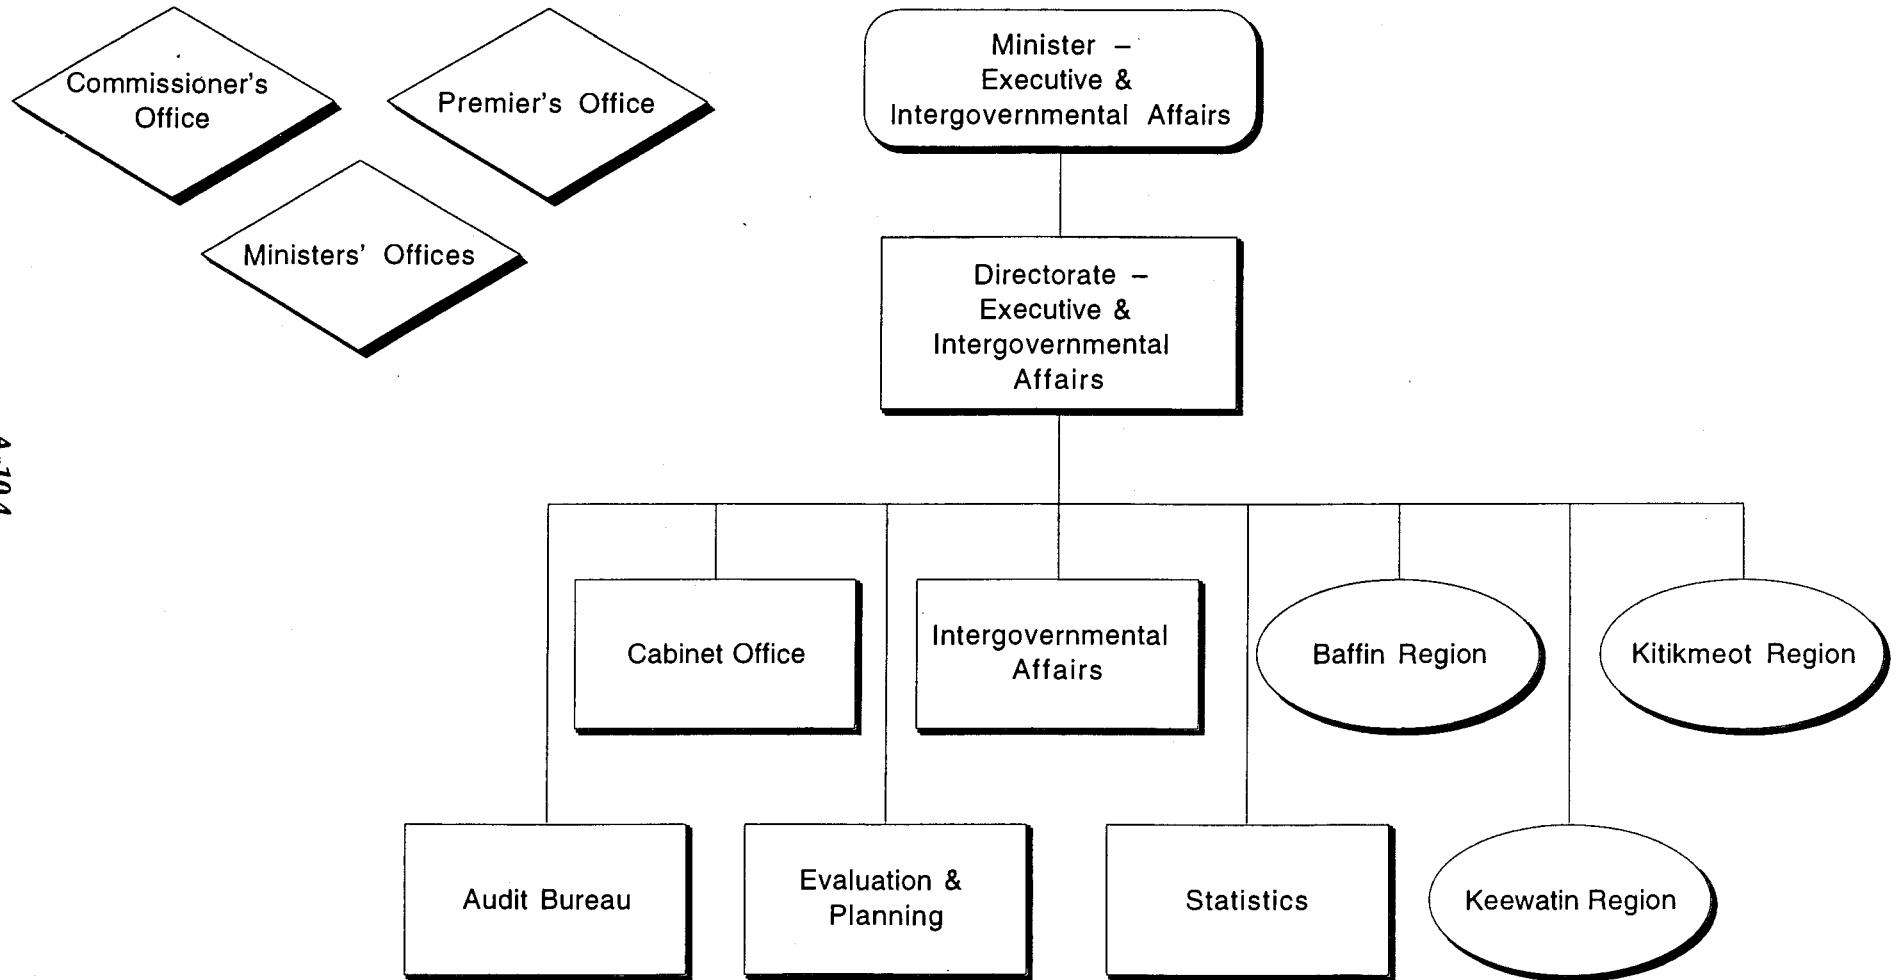 Commissioner's
Office
Premier's Office
Ministers' Offices
Minister –
Executive &
Intergovernmental Affairs
Directorate –
Executive &
Intergovernmental
Affairs
Cabinet Office
Intergovernmental
Affairs
Baffin Region
Kitikmeot Region
Audit Bureau
Evaluation &
Planning
Statistics
Keewatin Region